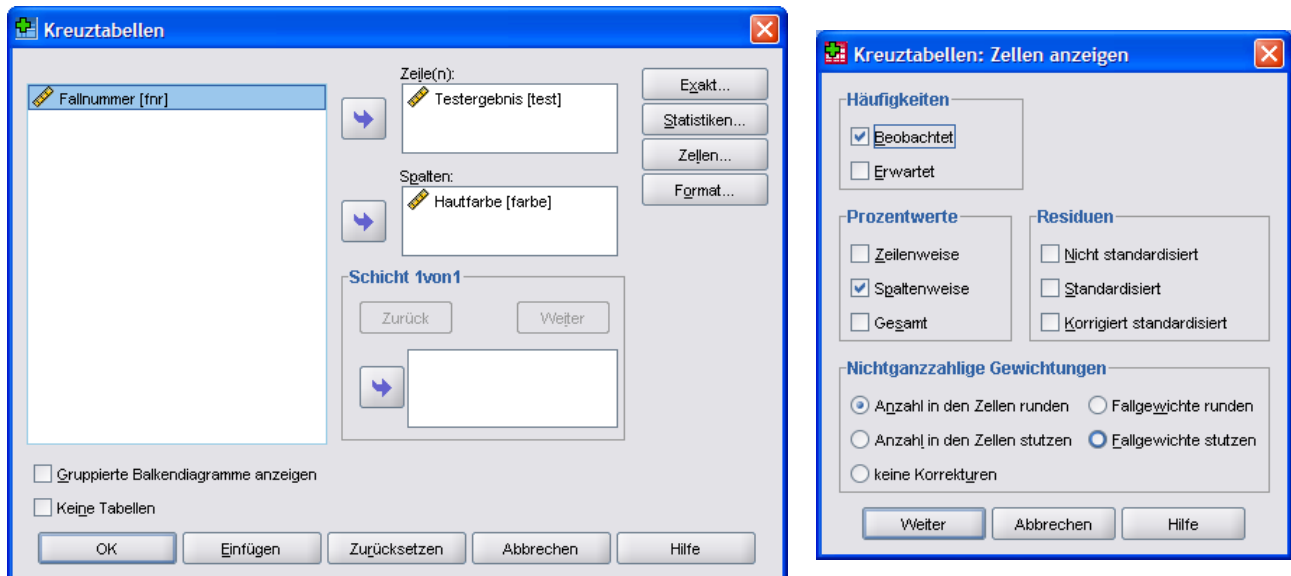 Kreuztabellen
Fallnummer [fnr]
Zeile(n):
Testergebnis [test]
Spalten:
Hautfarbe [farbe]
Schicht 1von1
Zurück
Weiter
Exakt...
Statistiken...
Zellen...
Format...
Gruppierte Balkendiagramme anzeigen
Keine Tabellen
OK
Einfügen
Zurücksetzen
Abbrechen
Hilfe
Kreuztabellen: Zellen anzeigen
Häufigkeiten
Beobachtet
Erwartet
Prozentwerte
Zeilenweise
Spaltenweise
Gesamt
Residuen
Nicht standardisiert
Standardisiert
Korrigiert standardisiert
Nichtganzzahlige Gewichtungen
Anzahl in den Zellen runden
Fallgewichte runden
Anzahl in den Zellen stutzen
Fallgewichte stutzen
keine Korrekturen
Weiter
Abbrechen
Hilfe